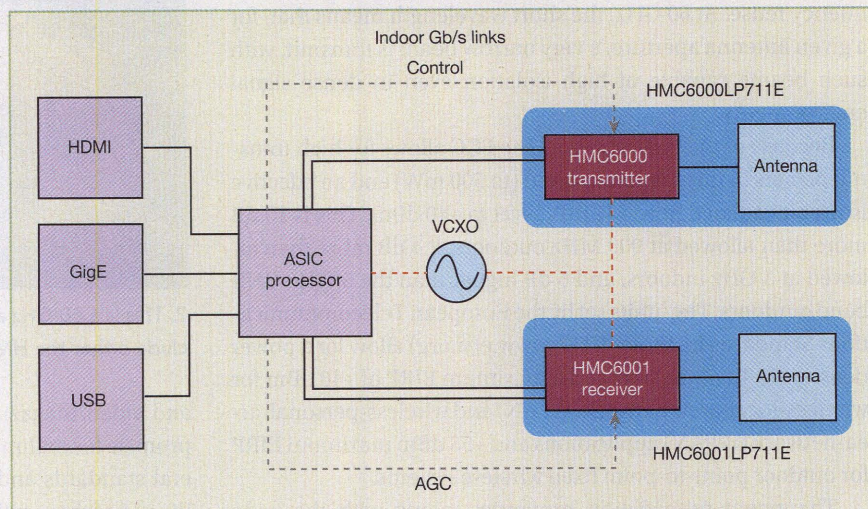 Indoor Gb/s links
Control
HMC6000LP711E
HDMI
HMC6000
transmitter
Antenna
GigE
ASIC
processor
VCXO
USB
HMC6001
receiver
Antenna
HMC6001LP711E
AGC